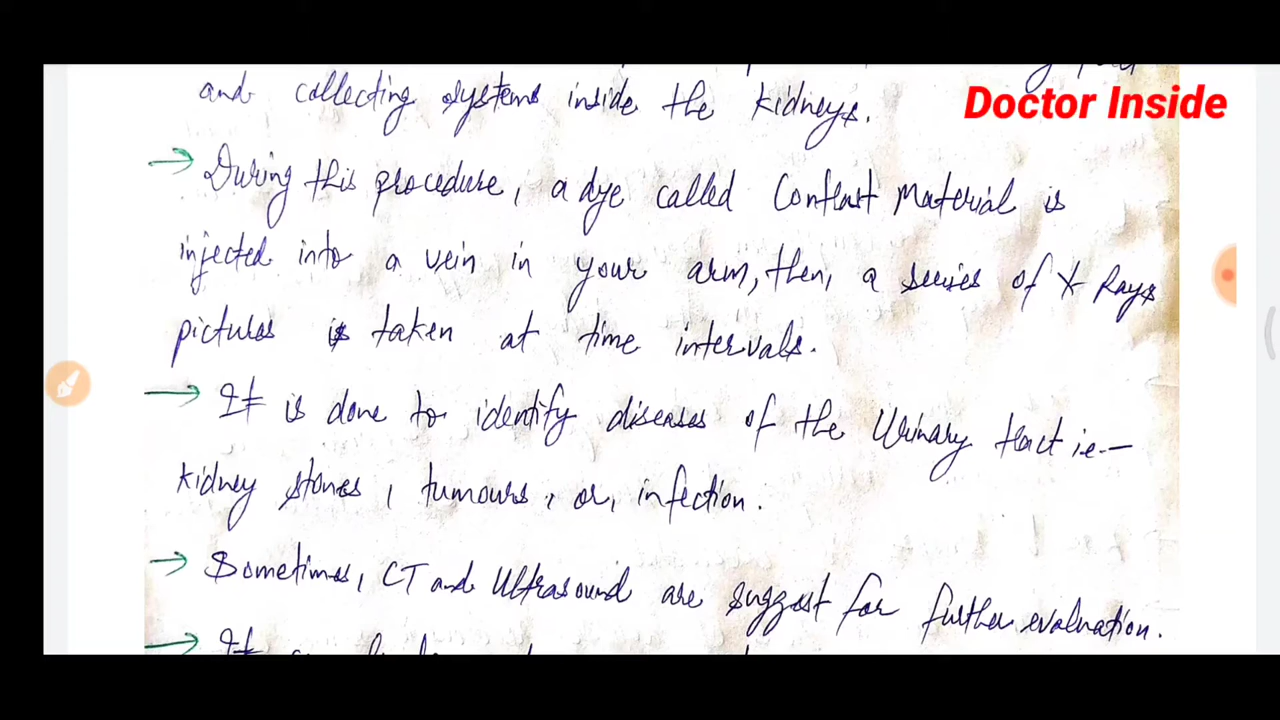 and collecting systems inside the kidneys.
Doctor Inside
→ During this procedure, a dye called Contrast Material is
injected into a vein in your arm, then, a series of X-Rays
pictures is taken at time intervals.
→ It is done to identify diseases of the Urinary tract i.e.-
kidney stones, tumours, or, infection.
→ Sometimes, CT and Ultrasound are suggest for further evaluation.
→ It